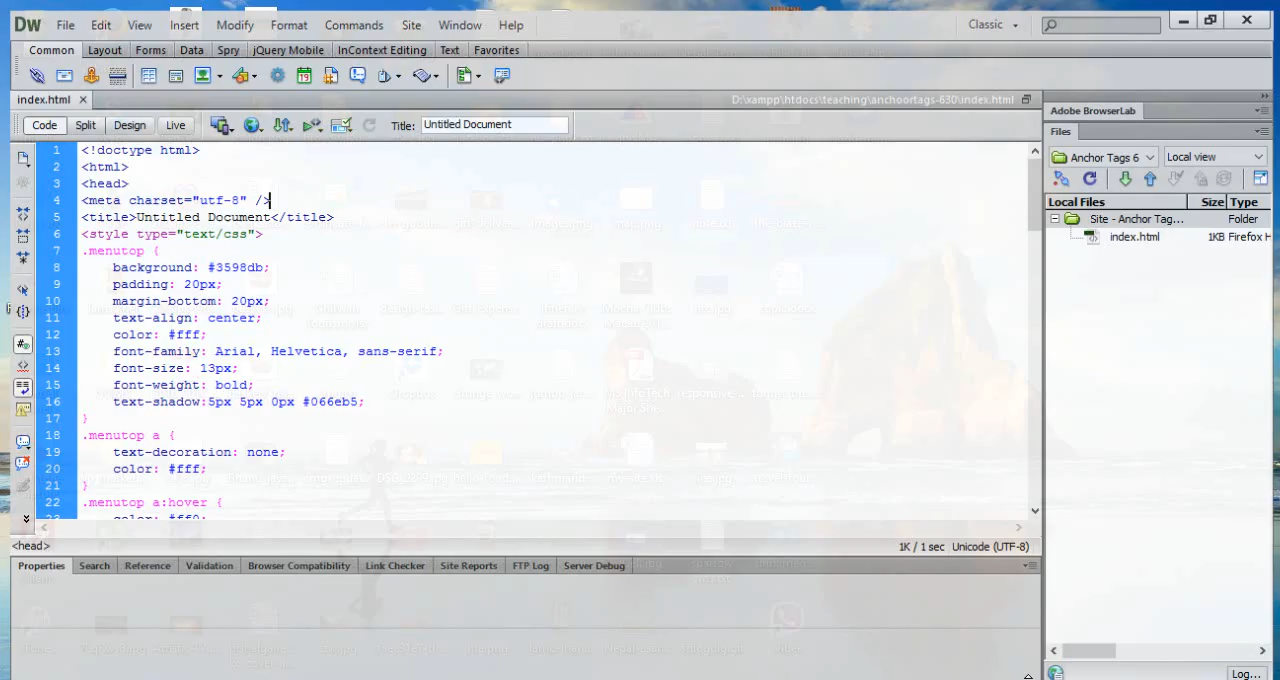 Dw File Edit View Insert Modify Format Commands Site Window Help Classic
Common Layout Forms Data Spry jQuery Mobile InContext Editing Text Favorites
index.html × D:\xampp\htdocs\teaching\anchoortags-630\index.html
Code Split Design Live Title: Untitled Document
Adobe BrowserLab
Files
Anchor Tags 6 Local view
Local Files Size Type
Site - Anchor Tag... Folder
index.html 1KB Firefox H
1 <!doctype html>
2 <html>
3 <head>
4 <meta charset="utf-8" />
5 <title>Untitled Document</title>
6 <style type="text/css">
7 .menutop {
8 background: #3598db;
9 padding: 20px;
10 margin-bottom: 20px;
11 text-align: center;
12 color: #fff;
13 font-family: Arial, Helvetica, sans-serif;
14 font-size: 13px;
15 font-weight: bold;
16 text-shadow:5px 5px 0px #066eb5;
17 }
18 .menutop a {
19 text-decoration: none;
20 color: #fff;
21 }
22 .menutop a:hover {
<head> 1K / 1 sec Unicode (UTF-8)
Properties Search Reference Validation Browser Compatibility Link Checker Site Reports FTP Log Server Debug
Log...